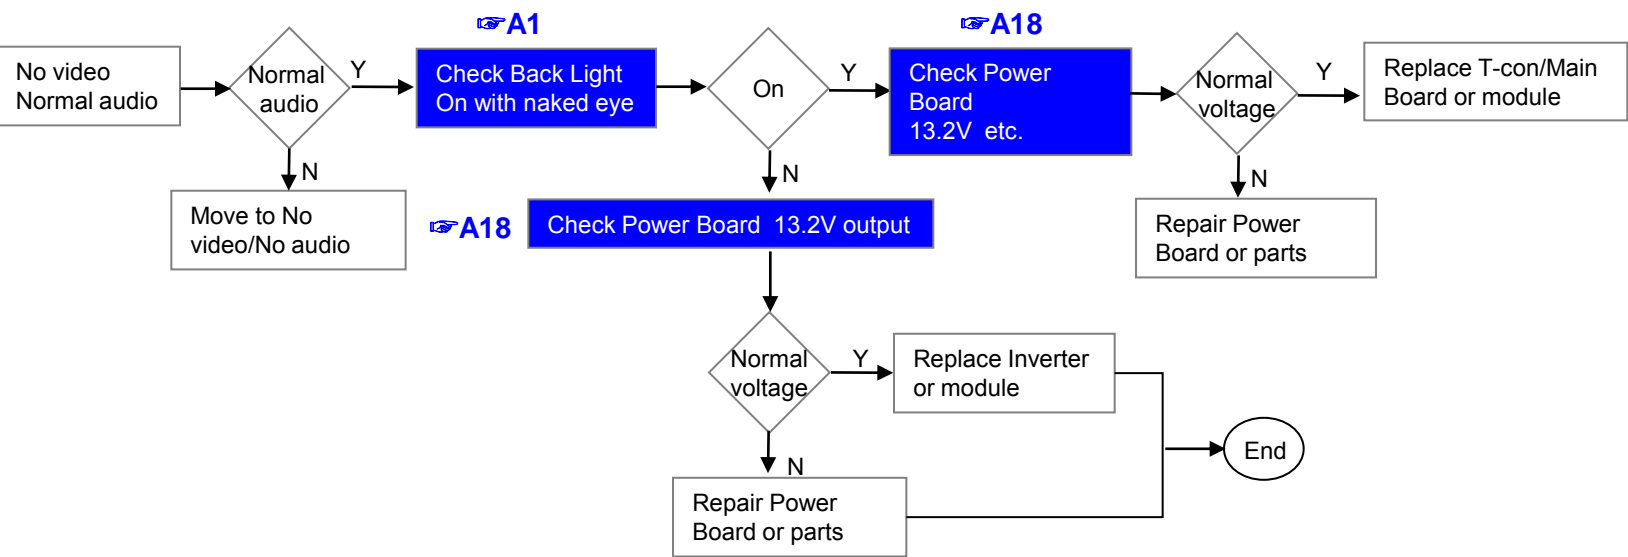 ☞A1
☞A18
No video
Normal audio
Normal
audio
Y
Check Back Light
On with naked eye
On
Y
Check Power
Board
13.2V etc.
Normal
voltage
Y
Replace T-con/Main
Board or module
N
Move to No
video/No audio
N
☞A18
Check Power Board 13.2V output
N
Repair Power
Board or parts
Normal
voltage
Y
Replace Inverter
or module
End
N
Repair Power
Board or parts